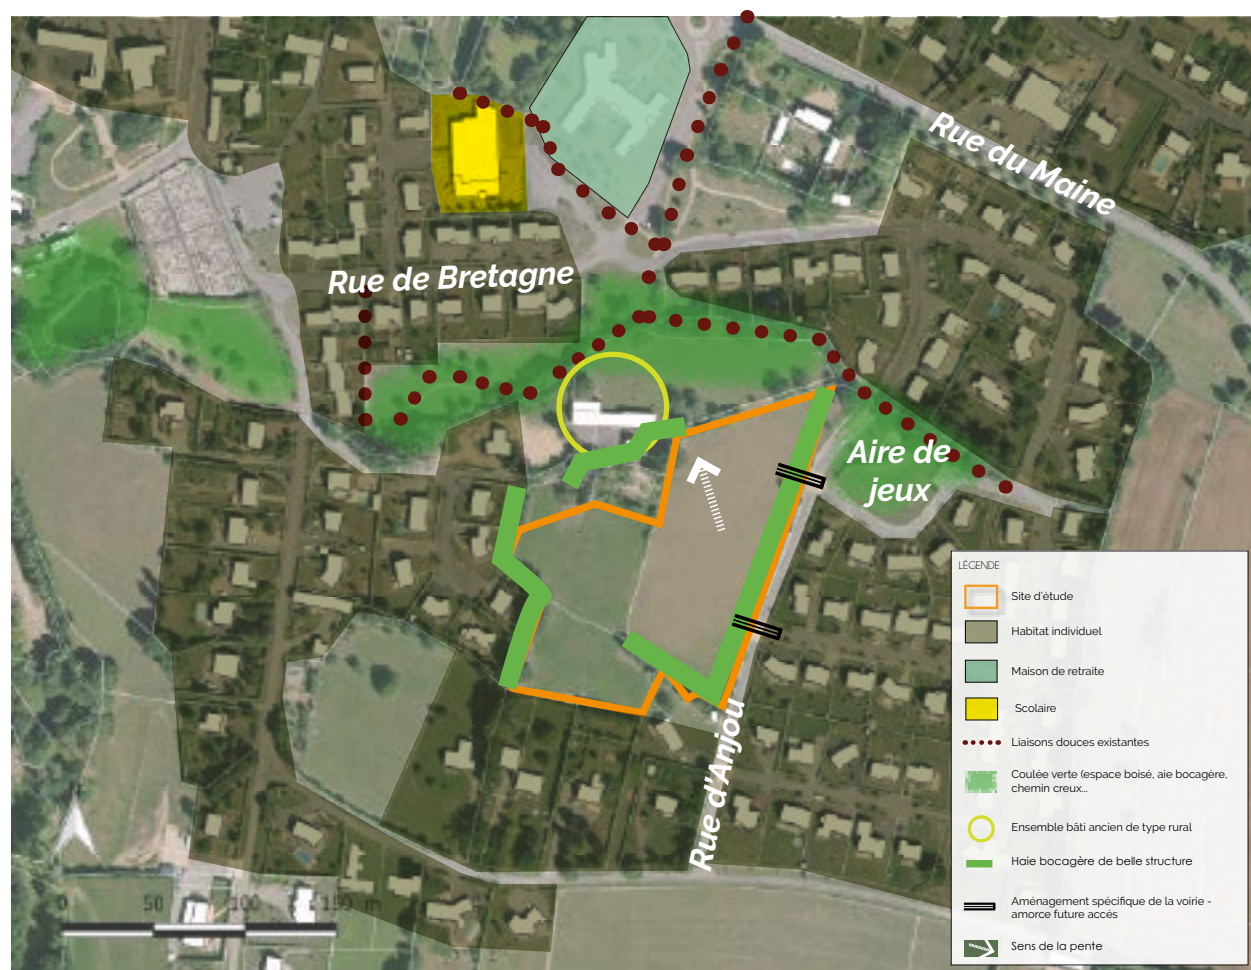 Rue du Maine
Rue de Bretagne
Aire de
jeux
Rue d'Anjou
LÉGENDE
Site d'étude
Habitat individuel
Maison de retraite
Scolaire
Liaisons douces existantes
Coulée verte (espace boisé, aie bocagère,
chemin creux...
Ensemble bâti ancien de type rural
Haie bocagère de belle structure
Aménagement spécifique de la voirie -
amorce future accés
Sens de la pente
0 50 100 150 m